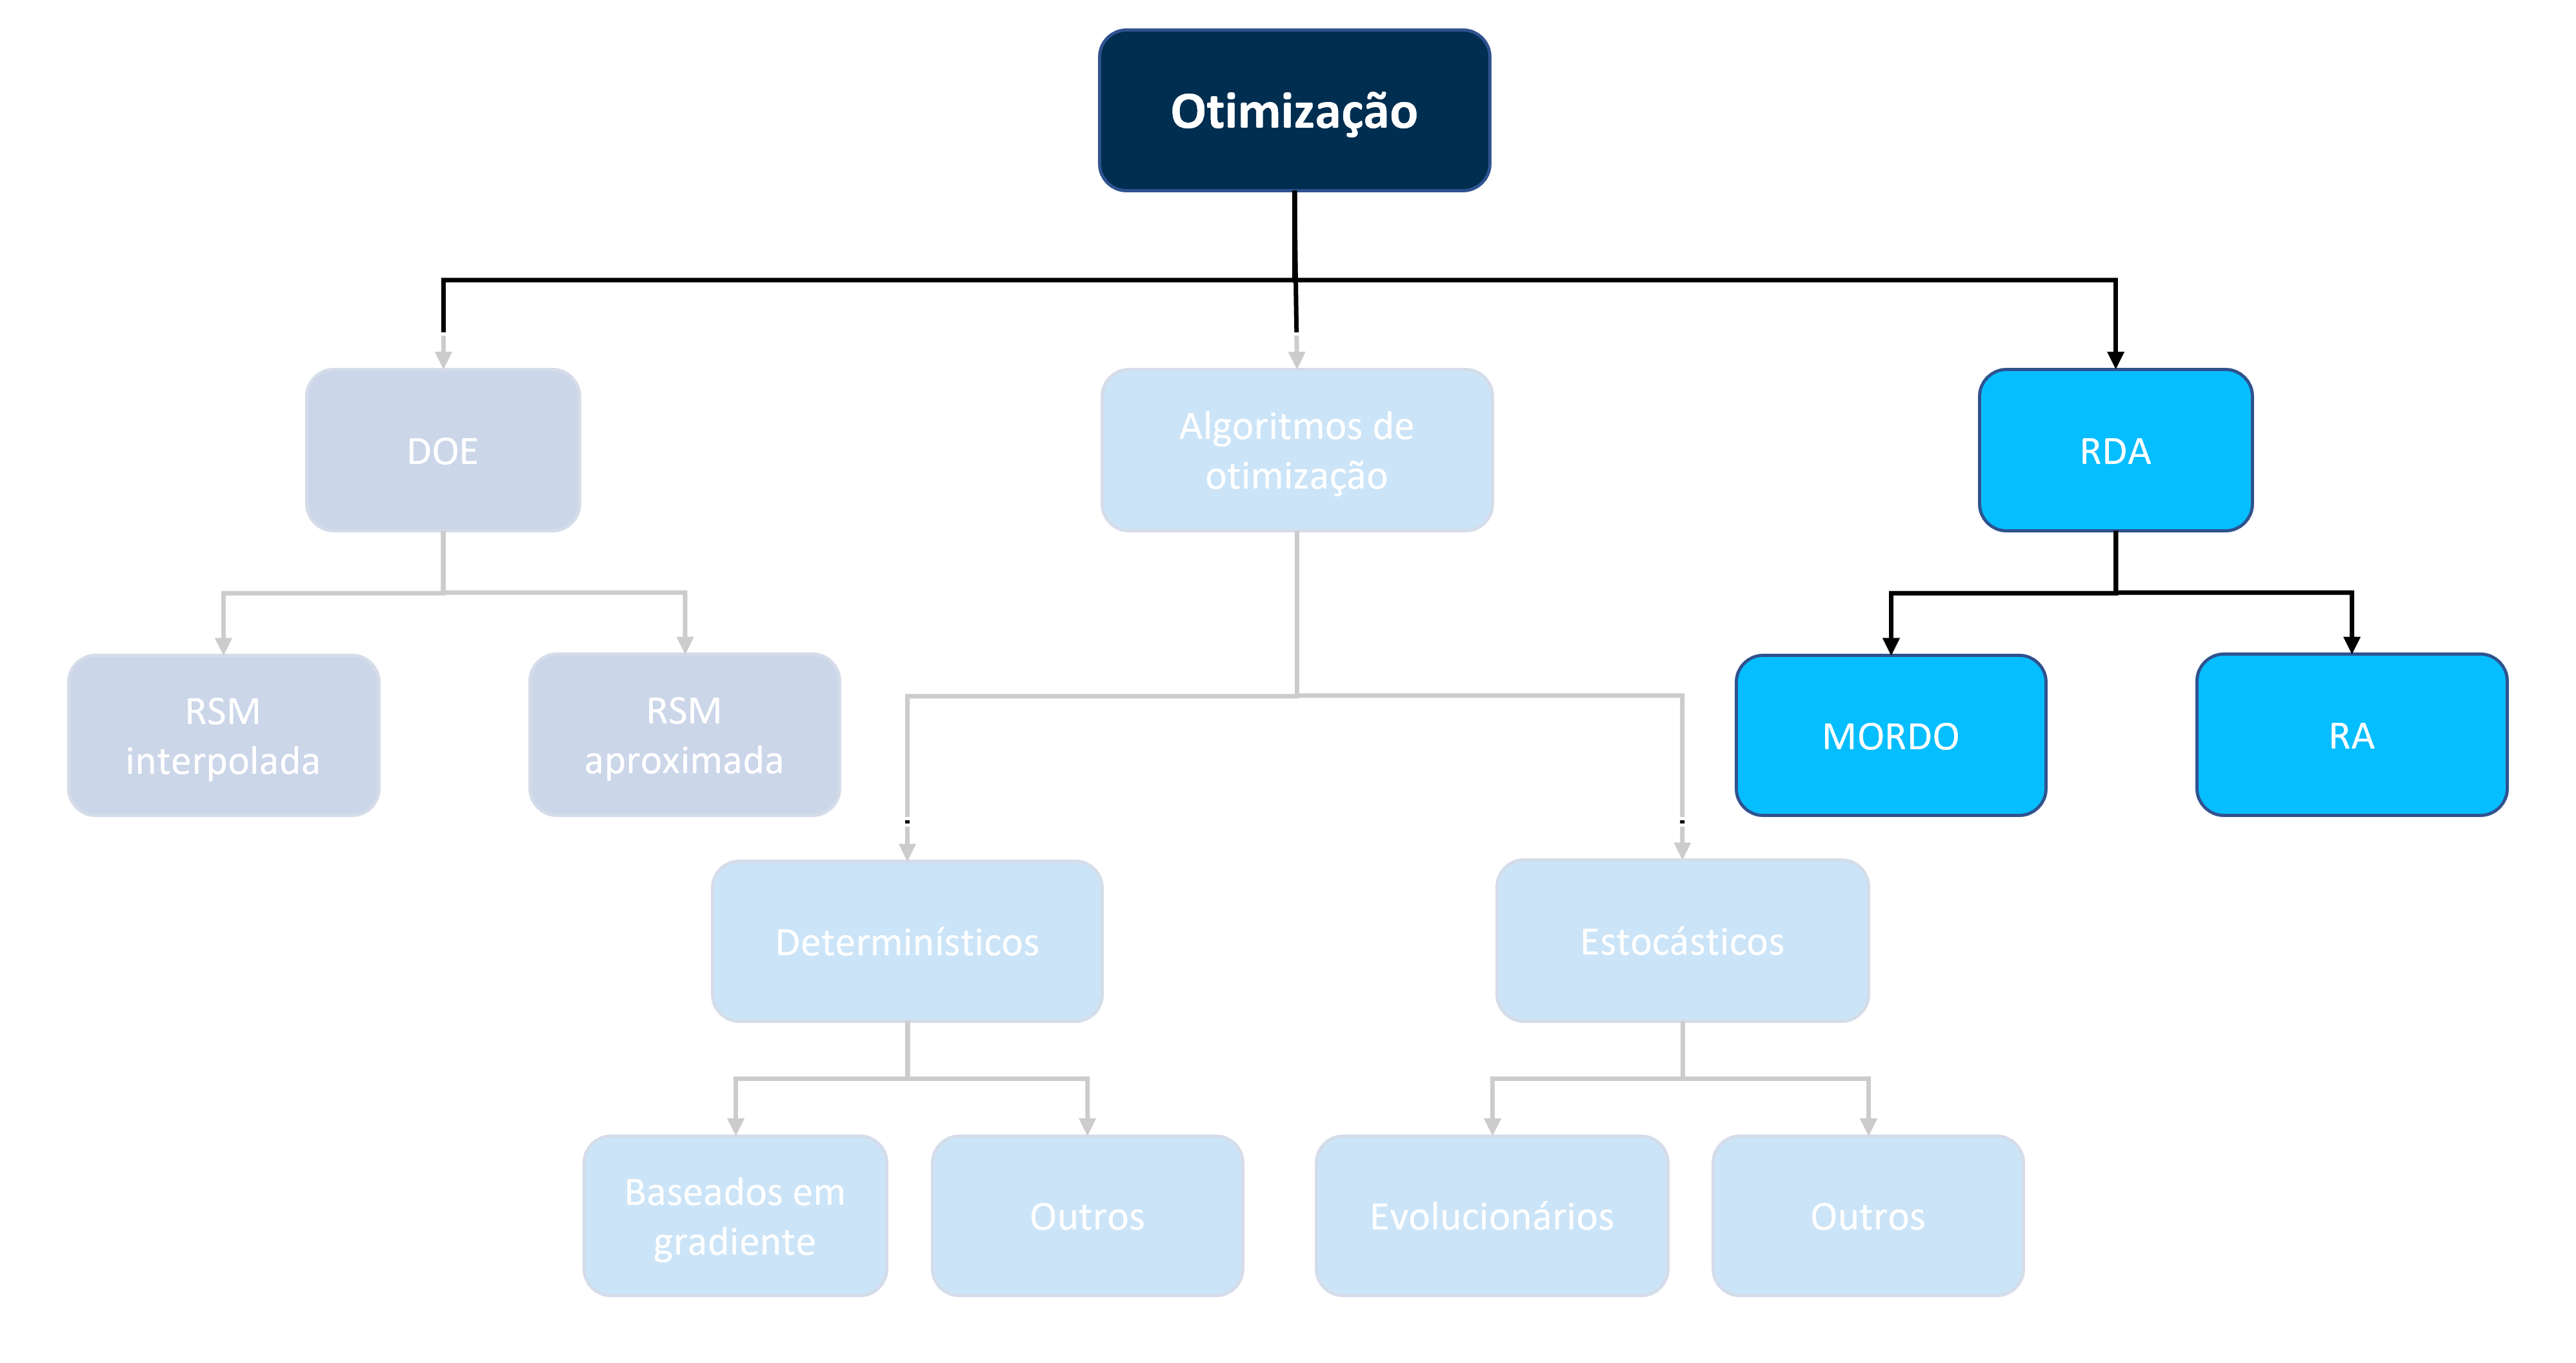 Otimização
DOE
Algoritmos de
otimização
RDA
RSM
interpolada
RSM
aproximada
MORDO
RA
Determinísticos
Estocásticos
Baseados em
gradiente
Outros
Evolucionários
Outros